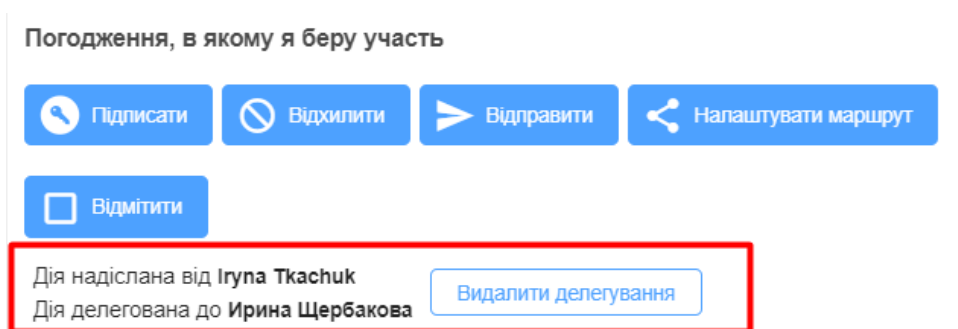 Погодження, в якому я беру участь
Підписати Відхилити Відправити Налаштувати маршрут
Відмітити
Дія надіслана від Iryna Tkachuk
Дія делегована до Ирина Щербакова
Видалити делегування